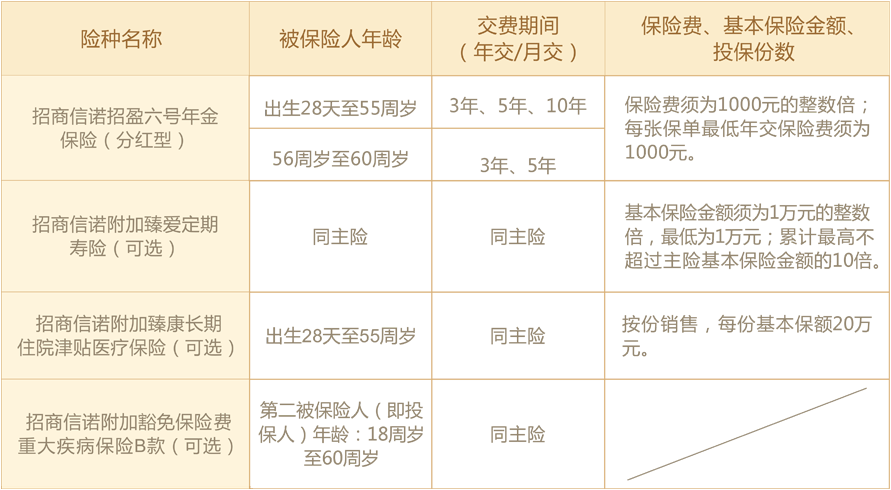 险种名称
被保险人年龄
交费期间
（年交/月交）
保险费、基本保险金额、
投保份数
招商信诺招盈六号年金
保险（分红型）
出生28天至55周岁
3年、5年、10年
56周岁至60周岁
3年、5年
保险费须为1000元的整数倍；
每张保单最低年交保险费须为
1000元。
招商信诺附加臻爱定期
寿险（可选）
同主险
同主险
基本保险金额须为1万元的整数
倍，最低为1万元；累计最高不
超过主险基本保险金额的10倍。
招商信诺附加臻康长期
住院津贴医疗保险（可选）
出生28天至55周岁
同主险
按份销售，每份基本保额20万
元。
招商信诺附加豁免保险费
重大疾病保险B款（可选）
第二被保险人（即投
保人）年龄：18周岁
至60周岁
同主险